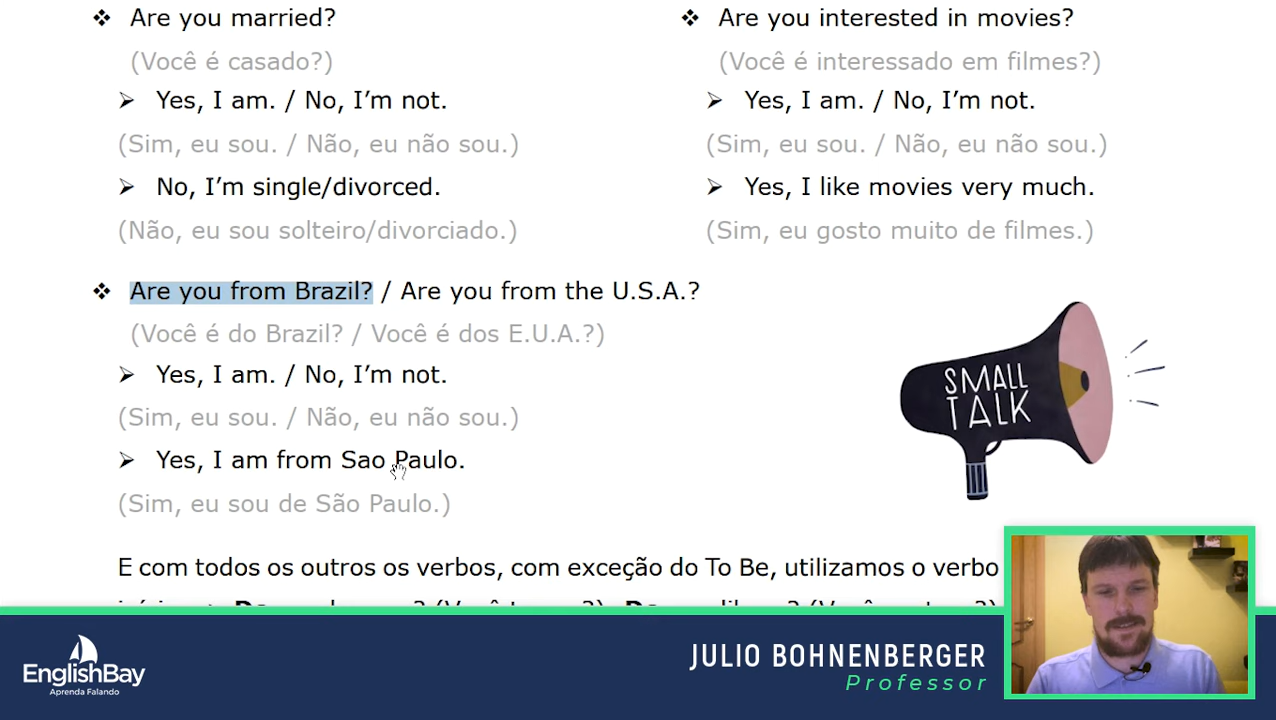 ❖ Are you married?
(Você é casado?)
➢ Yes, I am. / No, I’m not.
(Sim, eu sou. / Não, eu não sou.)
➢ No, I’m single/divorced.
(Não, eu sou solteiro/divorciado.)
❖ Are you interested in movies?
(Você é interessado em filmes?)
➢ Yes, I am. / No, I’m not.
(Sim, eu sou. / Não, eu não sou.)
➢ Yes, I like movies very much.
(Sim, eu gosto muito de filmes.)
❖ Are you from Brazil? / Are you from the U.S.A.?
(Você é do Brazil? / Você é dos E.U.A.?)
➢ Yes, I am. / No, I’m not.
(Sim, eu sou. / Não, eu não sou.)
➢ Yes, I am from Sao Paulo.
(Sim, eu sou de São Paulo.)
SMALL
TALK
E com todos os outros os verbos, com exceção do To Be, utilizamos o verbo
EnglishBay
Aprenda Falando
JULIO BOHNENBERGER
Professor